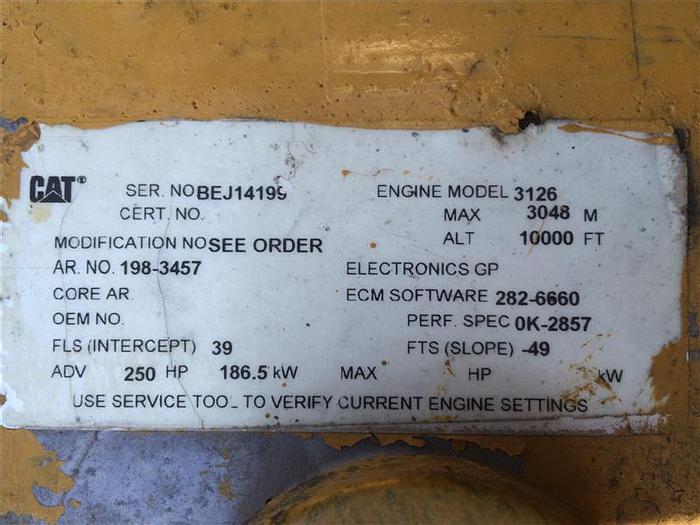 CAT® SER. NO BEJ14199 ENGINE MODEL 3126
CERT. NO. MAX 3048 M
MODIFICATION NO SEE ORDER ALT 10000 FT
AR. NO. 198-3457 ELECTRONICS GP
CORE AR. ECM SOFTWARE 282-6660
OEM NO. PERF. SPEC 0K-2857
FLS (INTERCEPT) 39 FTS (SLOPE) -49
ADV 250 HP 186.5 kW MAX HP kW
USE SERVICE TOOL TO VERIFY CURRENT ENGINE SETTINGS